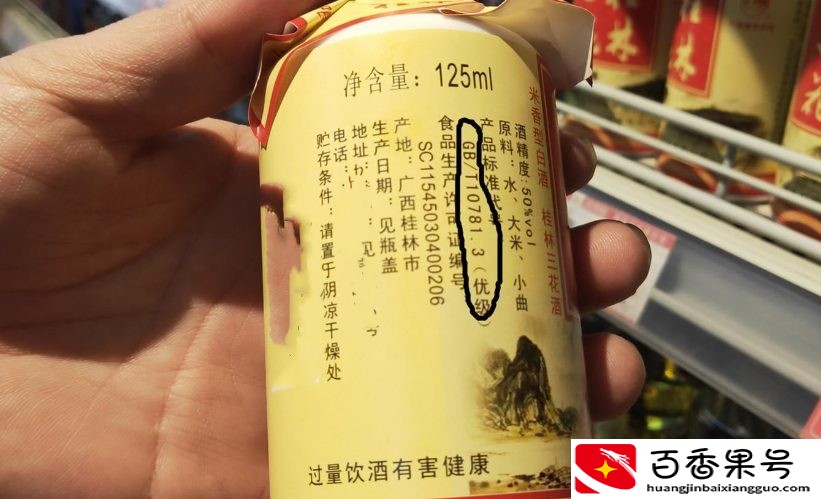 净含量：125ml
米香型白酒 桂林三花酒
酒精度:50%vol
原料：水、大米、小曲
产品标准代号
GB/T10781.3（优级）
食品生产许可证编号
SC11545030400206
产地：广西桂林市
生产日期：见瓶盖
地址
电话：
贮存条件：请置于阴凉干燥处
过量饮酒有害健康
桂林
林
百香果号
huangjinbaixiangguo.com